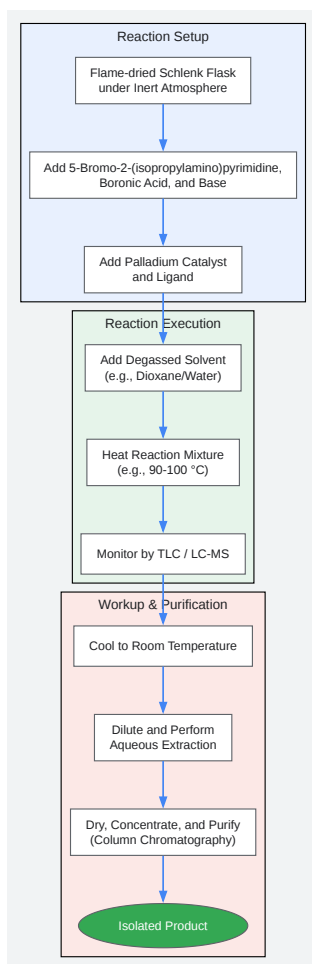 Reaction Setup
Flame-dried Schlenk Flask
under Inert Atmosphere
Add 5-Bromo-2-(isopropylamino)pyrimidine,
Boronic Acid, and Base
Add Palladium Catalyst
and Ligand
Reaction Execution
Add Degassed Solvent
(e.g., Dioxane/Water)
Heat Reaction Mixture
(e.g., 90-100 °C)
Monitor by TLC / LC-MS
Workup & Purification
Cool to Room Temperature
Dilute and Perform
Aqueous Extraction
Dry, Concentrate, and Purify
(Column Chromatography)
Isolated Product